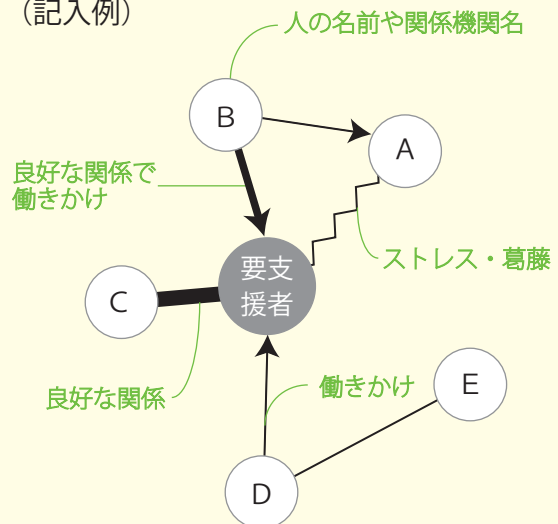 （記入例）
人の名前や関係機関名
B
A
良好な関係で
働きかけ
ストレス・葛藤
要支
援者
C
良好な関係
働きかけ
E
D